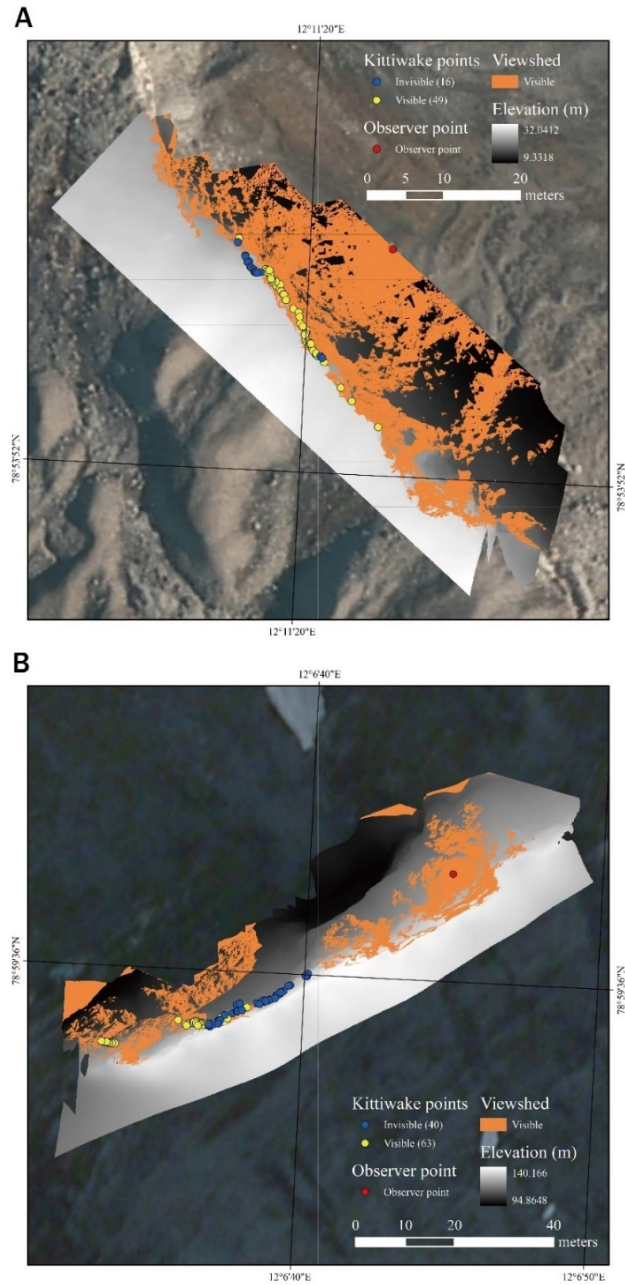 A
12°11'20"E
Kittiwake points
Invisible (16)
Visible (49)
Observer point
Observer point
Viewshed
Visible
Elevation (m)
32.0412
9.3318
0 5 10 20
meters
78°53'52"N
78°53'52"N
12°11'20"E
B
12°6'40"E
78°59'36"N
78°59'36"N
Kittiwake points
Invisible (40)
Visible (63)
Observer point
Observer point
Viewshed
Visible
Elevation (m)
140.166
94.8648
0 10 20 40
meters
12°6'40"E
12°6'50"E